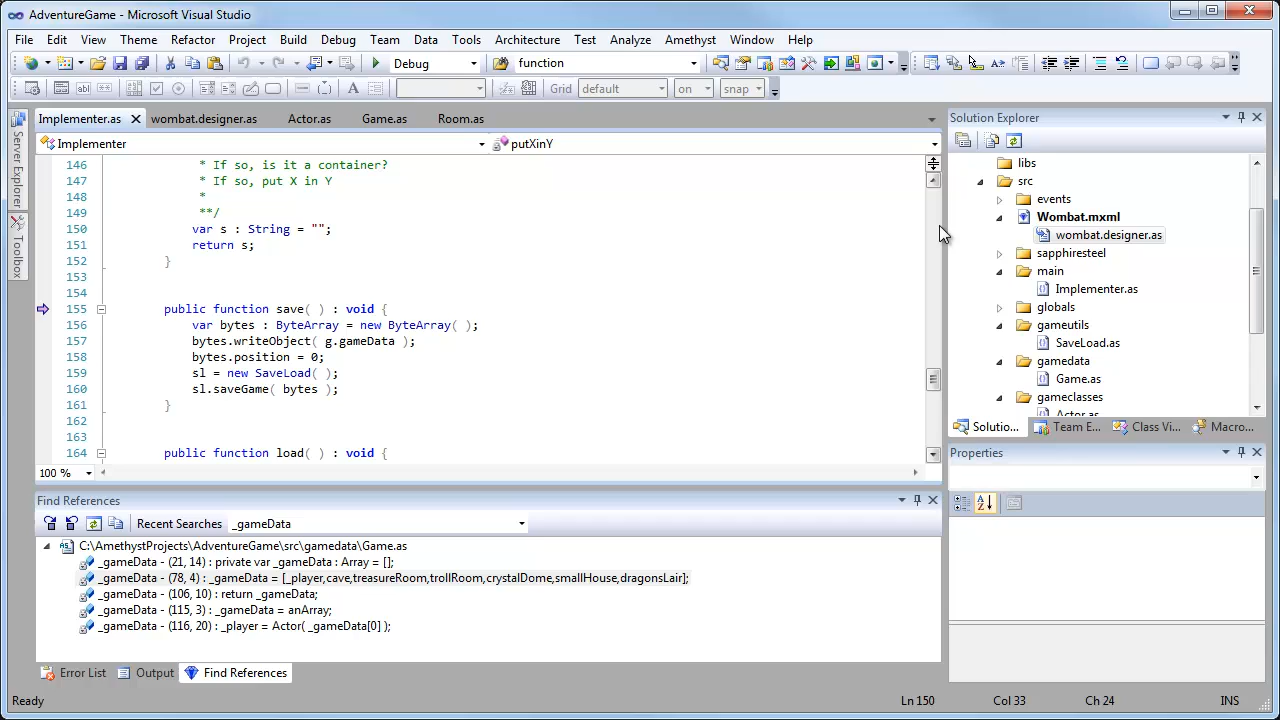 AdventureGame - Microsoft Visual Studio
File Edit View Theme Refactor Project Build Debug Team Data Tools Architecture Test Analyze Amethyst Window Help
Debug function
Grid default on snap
Server Explorer
Toolbox
Implementer.as wombat.designer.as Actor.as Game.as Room.as
Implementer putXinY
146 * If so, is it a container?
147 * If so, put X in Y
148 *
149 **/
150 var s : String = "";
151 return s;
152 }
153
154
155 public function save( ) : void {
156 var bytes : ByteArray = new ByteArray( );
157 bytes.writeObject( g.gameData );
158 bytes.position = 0;
159 sl = new SaveLoad( );
160 sl.saveGame( bytes );
161 }
162
163
164 public function load( ) : void {
100 %
Solution Explorer
libs
src
events
Wombat.mxml
wombat.designer.as
sapphiresteel
main
Implementer.as
globals
gameutils
SaveLoad.as
gamedata
Game.as
gameclasses
Actor.as
Solutio... Team E... Class Vi... Macro...
Properties
Find References
Recent Searches _gameData
C:\AmethystProjects\AdventureGame\src\gamedata\Game.as
_gameData - (21, 14) : private var _gameData : Array = [];
_gameData - (78, 4) : _gameData = [_player,cave,treasureRoom,trollRoom,crystalDome,smallHouse,dragonsLair];
_gameData - (106, 10) : return _gameData;
_gameData - (115, 3) : _gameData = anArray;
_gameData - (116, 20) : _player = Actor( _gameData[0] );
Error List Output Find References
Ready Ln 150 Col 33 Ch 24 INS